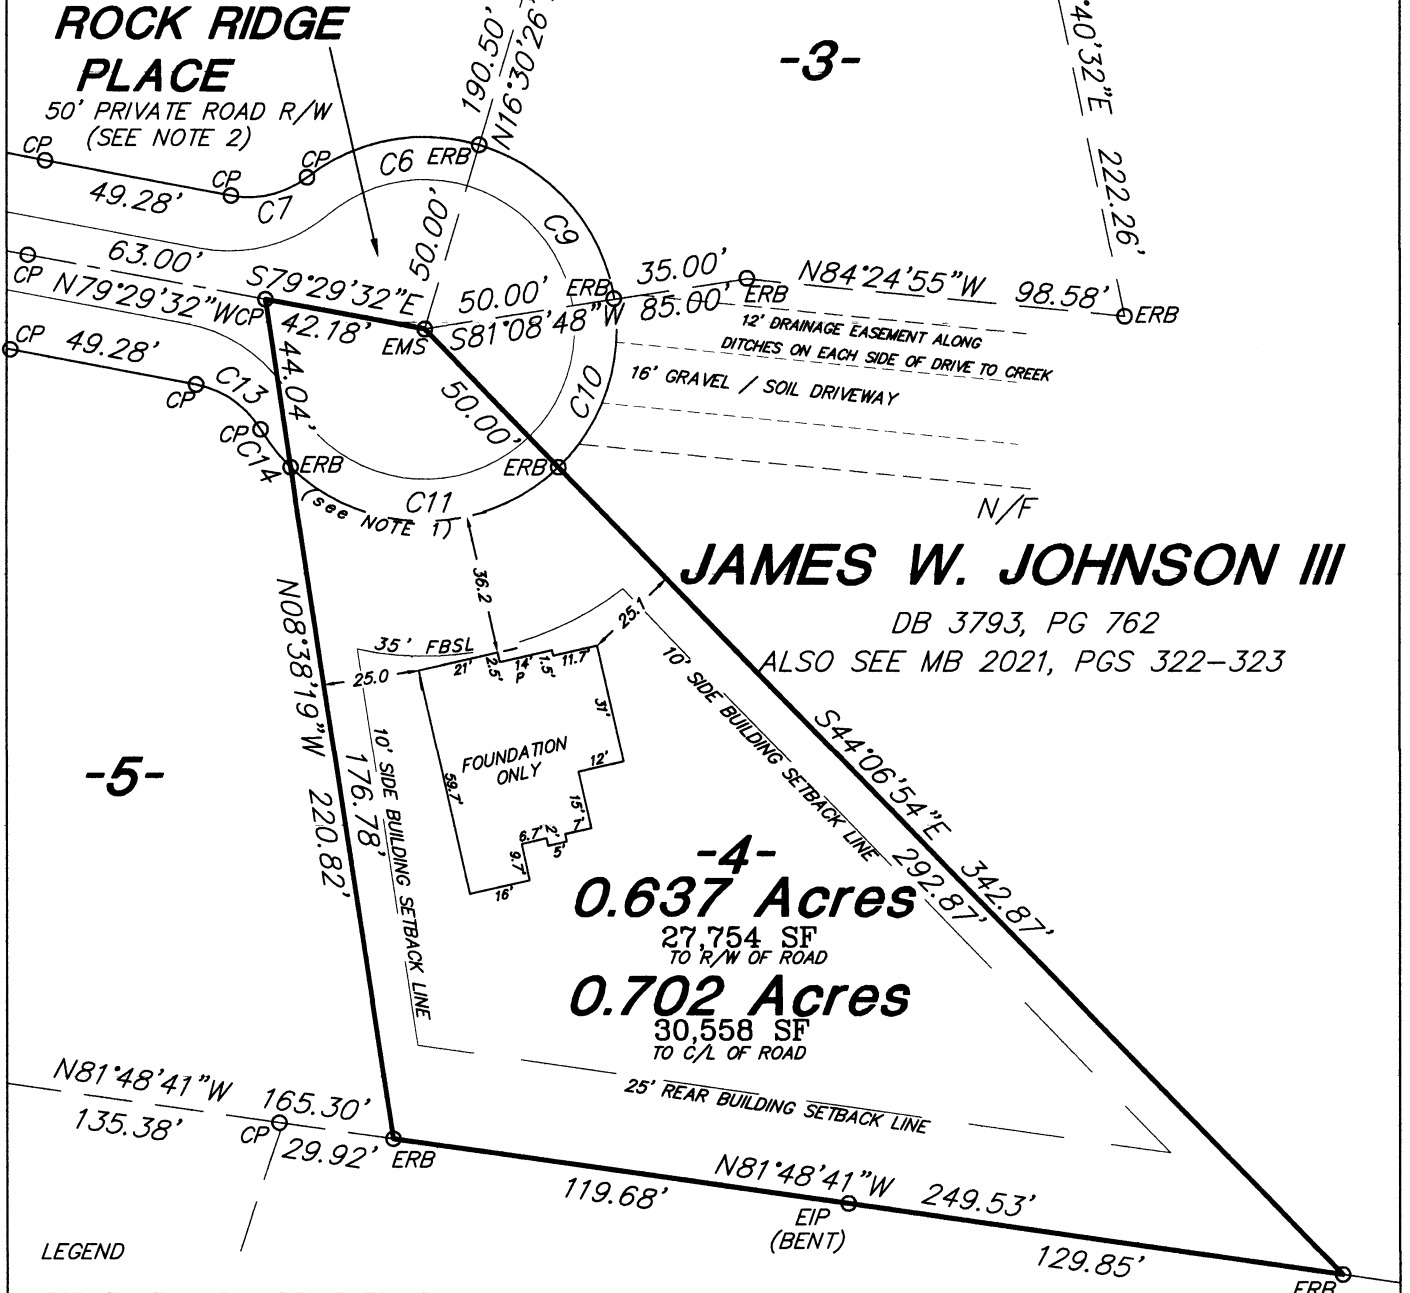 ROCK RIDGE
PLACE
50' PRIVATE ROAD R/W
(SEE NOTE 2)
190.50'
N16°30'26"
-3-
°40'32"E 222.26'
CP
CP
CP
C6
ERB
49.28'
C7
C9
50.00'
63.00'
CP
N79°29'32"W
CP
S79°29'32"E
42.18'
EMS
50.00'
S81°08'48"W
ERB
35.00'
85.00'
ERB
N84°24'55"W 98.58'
ERB
12' DRAINAGE EASEMENT ALONG
DITCHES ON EACH SIDE OF DRIVE TO CREEK
16' GRAVEL / SOIL DRIVEWAY
CP
49.28'
CP
C13
CP
C14
44.04'
50.00'
C10
ERB
ERB
C11
(see NOTE 1)
N/F
JAMES W. JOHNSON III
DB 3793, PG 762
ALSO SEE MB 2021, PGS 322-323
36.2
35' FBSL
25.0
25.1
21'
2.5'
14'
P
1.5'
11.7'
31'
12'
15'
7'
2'
5'
6.7'
9.7'
16'
59.7'
FOUNDATION
ONLY
10' SIDE BUILDING SETBACK LINE
10' SIDE BUILDING SETBACK LINE
N08°38'19"W 220.82'
176.78'
S44°06'54"E 342.87'
292.87'
-5-
-4-
0.637 Acres
27,754 SF
TO R/W OF ROAD
0.702 Acres
30,558 SF
TO C/L OF ROAD
25' REAR BUILDING SETBACK LINE
N81°48'41"W 165.30'
135.38'
CP
29.92'
ERB
N81°48'41"W 249.53'
119.68'
EIP
(BENT)
129.85'
ERB
LEGEND